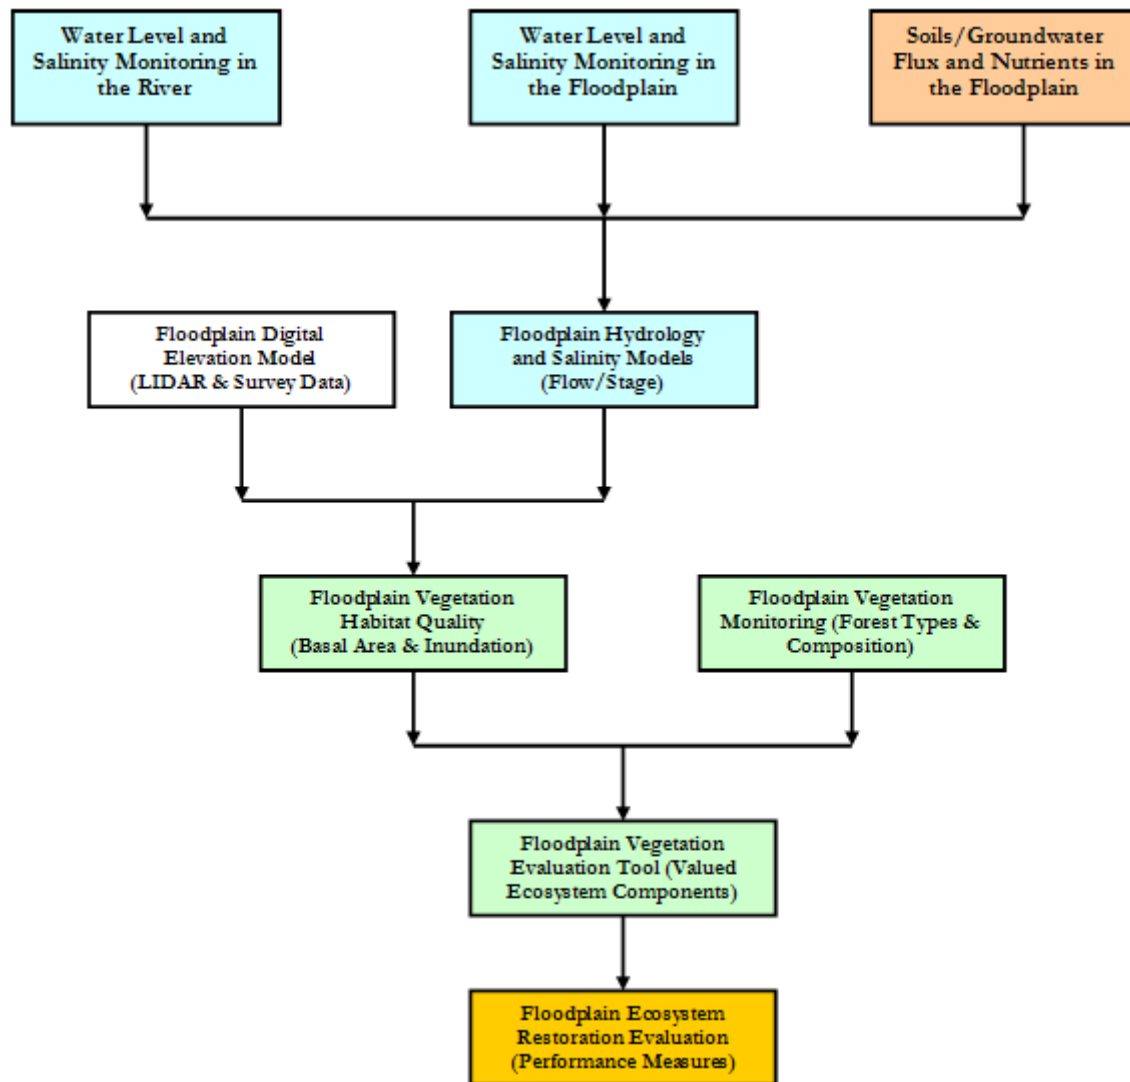 Water Level and
Salinity Monitoring in
the River
Water Level and
Salinity Monitoring in
the Floodplain
Soils/Groundwater
Flux and Nutrients in
the Floodplain
Floodplain Digital
Elevation Model
(LIDAR & Survey Data)
Floodplain Hydrology
and Salinity Models
(Flow/Stage)
Floodplain Vegetation
Habitat Quality
(Basal Area & Inundation)
Floodplain Vegetation
Monitoring (Forest Types &
Composition)
Floodplain Vegetation
Evaluation Tool (Valued
Ecosystem Components)
Floodplain Ecosystem
Restoration Evaluation
(Performance Measures)